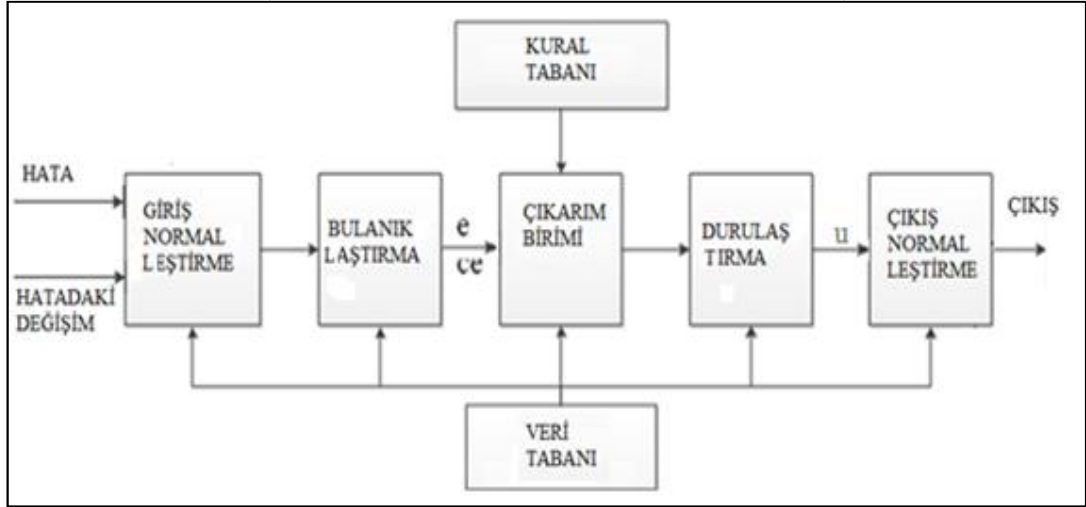 KURAL
TABANI
HATA
HATADAKİ
DEĞİŞİM
GİRİŞ
NORMAL
LEŞTİRME
BULANIK
LAŞTIRMA
e
ce
ÇIKARIM
BİRİMİ
DURULAŞ
TIRMA
u
ÇIKIŞ
NORMAL
LEŞTİRME
ÇIKIŞ
VERİ
TABANI